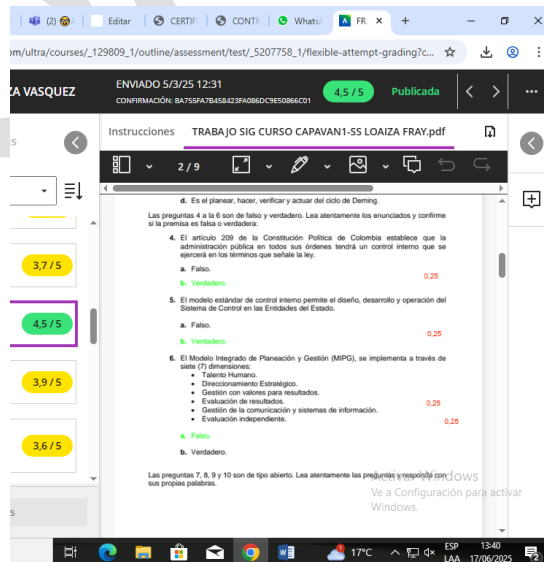 (2)
Editar
CERTIF
CONTR
Whats
FR
om/ultra/courses/_129809_1/outline/assessment/test/_5207758_1/flexible-attempt-grading?c...
ZA VASQUEZ
ENVIADO 5/3/25 12:31
CONFIRMACIÓN: BA755FA7B458423FA086DC9E50866C01
4,5 / 5
Publicada
Instrucciones
TRABAJO SIG CURSO CAPAVAN1-SS LOAIZA FRAY.pdf
2 / 9
d. Es el planear, hacer, verificar y actuar del ciclo de Deming.
Las preguntas 4 a la 6 son de falso y verdadero. Lea atentamente los enunciados y confirme
si la premisa es falsa o verdadera:
4. El artículo 209 de la Constitución Política de Colombia establece que la
administración pública en todos sus órdenes tendrá un control interno que se
ejercerá en los términos que señale la ley.
a. Falso.
b. Verdadero.
0,25
5. El modelo estándar de control interno permite el diseño, desarrollo y operación del
Sistema de Control en las Entidades del Estado.
a. Falso.
b. Verdadero.
0,25
6. El Modelo Integrado de Planeación y Gestión (MIPG), se implementa a través de
siete (7) dimensiones:
• Talento Humano.
• Direccionamiento Estratégico.
• Gestión con valores para resultados.
• Evaluación de resultados.
0,25
• Gestión de la comunicación y sistemas de información.
• Evaluación independiente.
0,25
a. Falso.
b. Verdadero.
Las preguntas 7, 8, 9 y 10 son de tipo abierto. Lea atentamente las preguntas y responda con
sus propias palabras.
3,7 / 5
4,5 / 5
3,9 / 5
3,6 / 5
Activar Windows
Ve a Configuración para activar
Windows.
17°C
ESP
LAA
13:40
17/06/2025
2